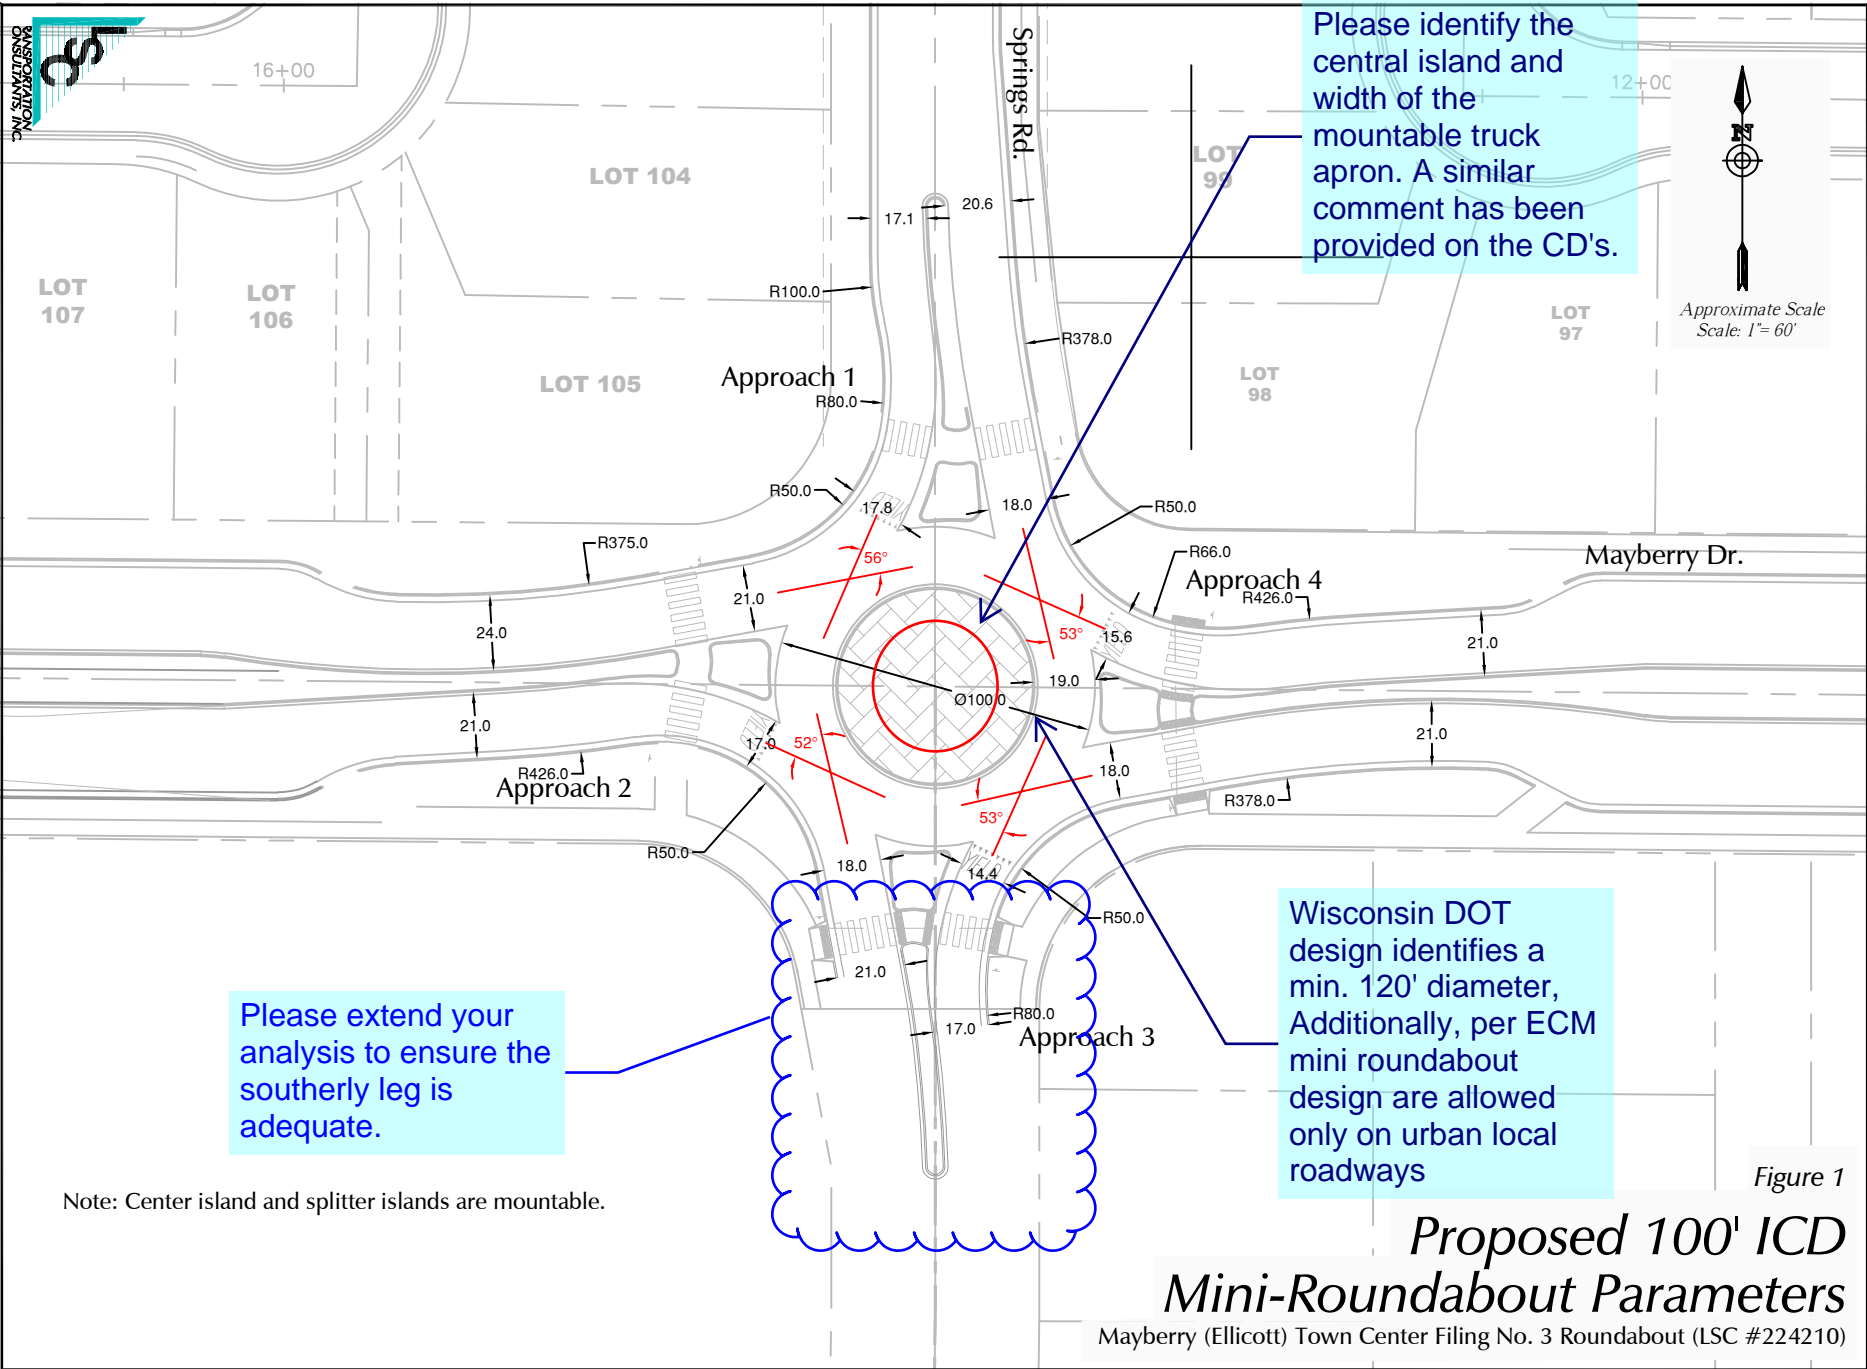 LSC
TRANSPORTATION
CONSULTANTS, INC.
16+00
Springs Rd.
Please identify the
central island and
width of the
mountable truck
apron. A similar
comment has been
provided on the CD's.
12+00
N
Approximate Scale
Scale: 1"= 60'
LOT 104
LOT
99
17.1
20.6
LOT
107
LOT
106
R100.0
R378.0
LOT
97
LOT 105
Approach 1
R80.0
LOT
98
R50.0
17.8
18.0
R50.0
R375.0
56°
R66.0
Approach 4
Mayberry Dr.
R426.0
21.0
24.0
53°
15.6
21.0
19.0
Ø100.0
21.0
17.0
52°
21.0
R426.0
Approach 2
18.0
R378.0
53°
R50.0
18.0
YIELD
14.4
R50.0
21.0
17.0
R80.0
Approach 3
Wisconsin DOT
design identifies a
min. 120' diameter,
Additionally, per ECM
mini roundabout
design are allowed
only on urban local
roadways
Please extend your
analysis to ensure the
southerly leg is
adequate.
Note: Center island and splitter islands are mountable.
Figure 1
Proposed 100' ICD
Mini-Roundabout Parameters
Mayberry (Ellicott) Town Center Filing No. 3 Roundabout (LSC #224210)